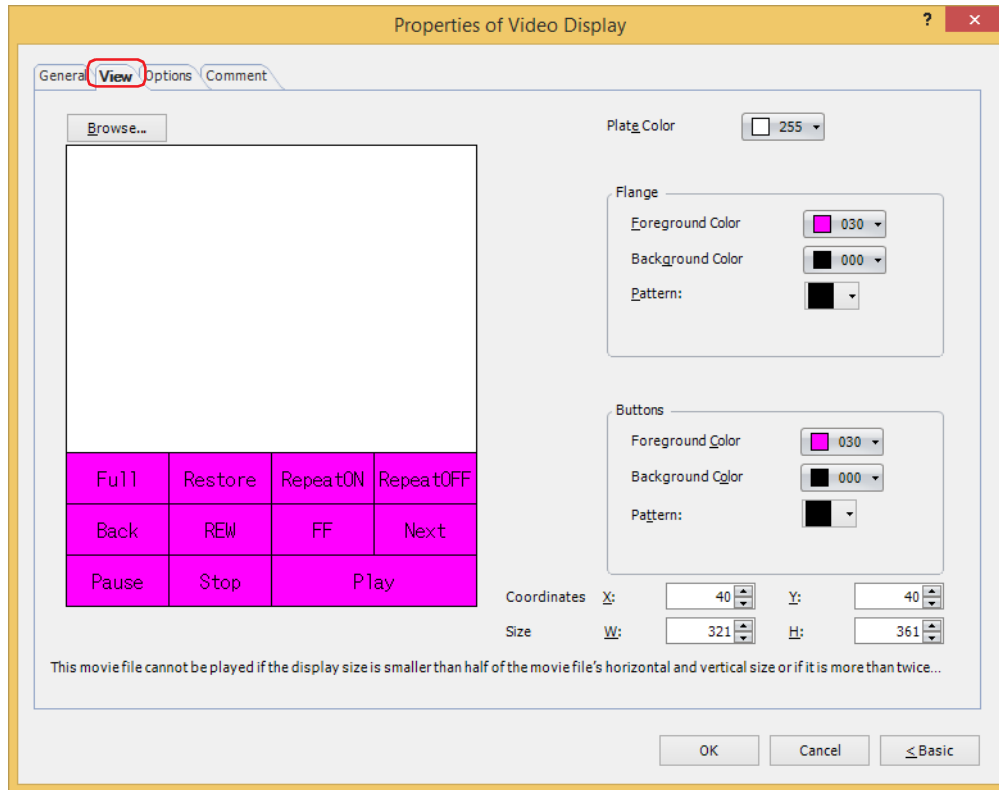 Properties of Video Display
?
×
General View Options Comment
Browse...
Plate Color 255
Flange
Foreground Color 030
Background Color 000
Pattern:
Full Restore RepeatON RepeatOFF
Back REW FF Next
Pause Stop Play
Buttons
Foreground Color 030
Background Color 000
Pattern:
Coordinates X: 40 Y: 40
Size W: 321 H: 361
This movie file cannot be played if the display size is smaller than half of the movie file's horizontal and vertical size or if it is more than twice...
OK Cancel < Basic